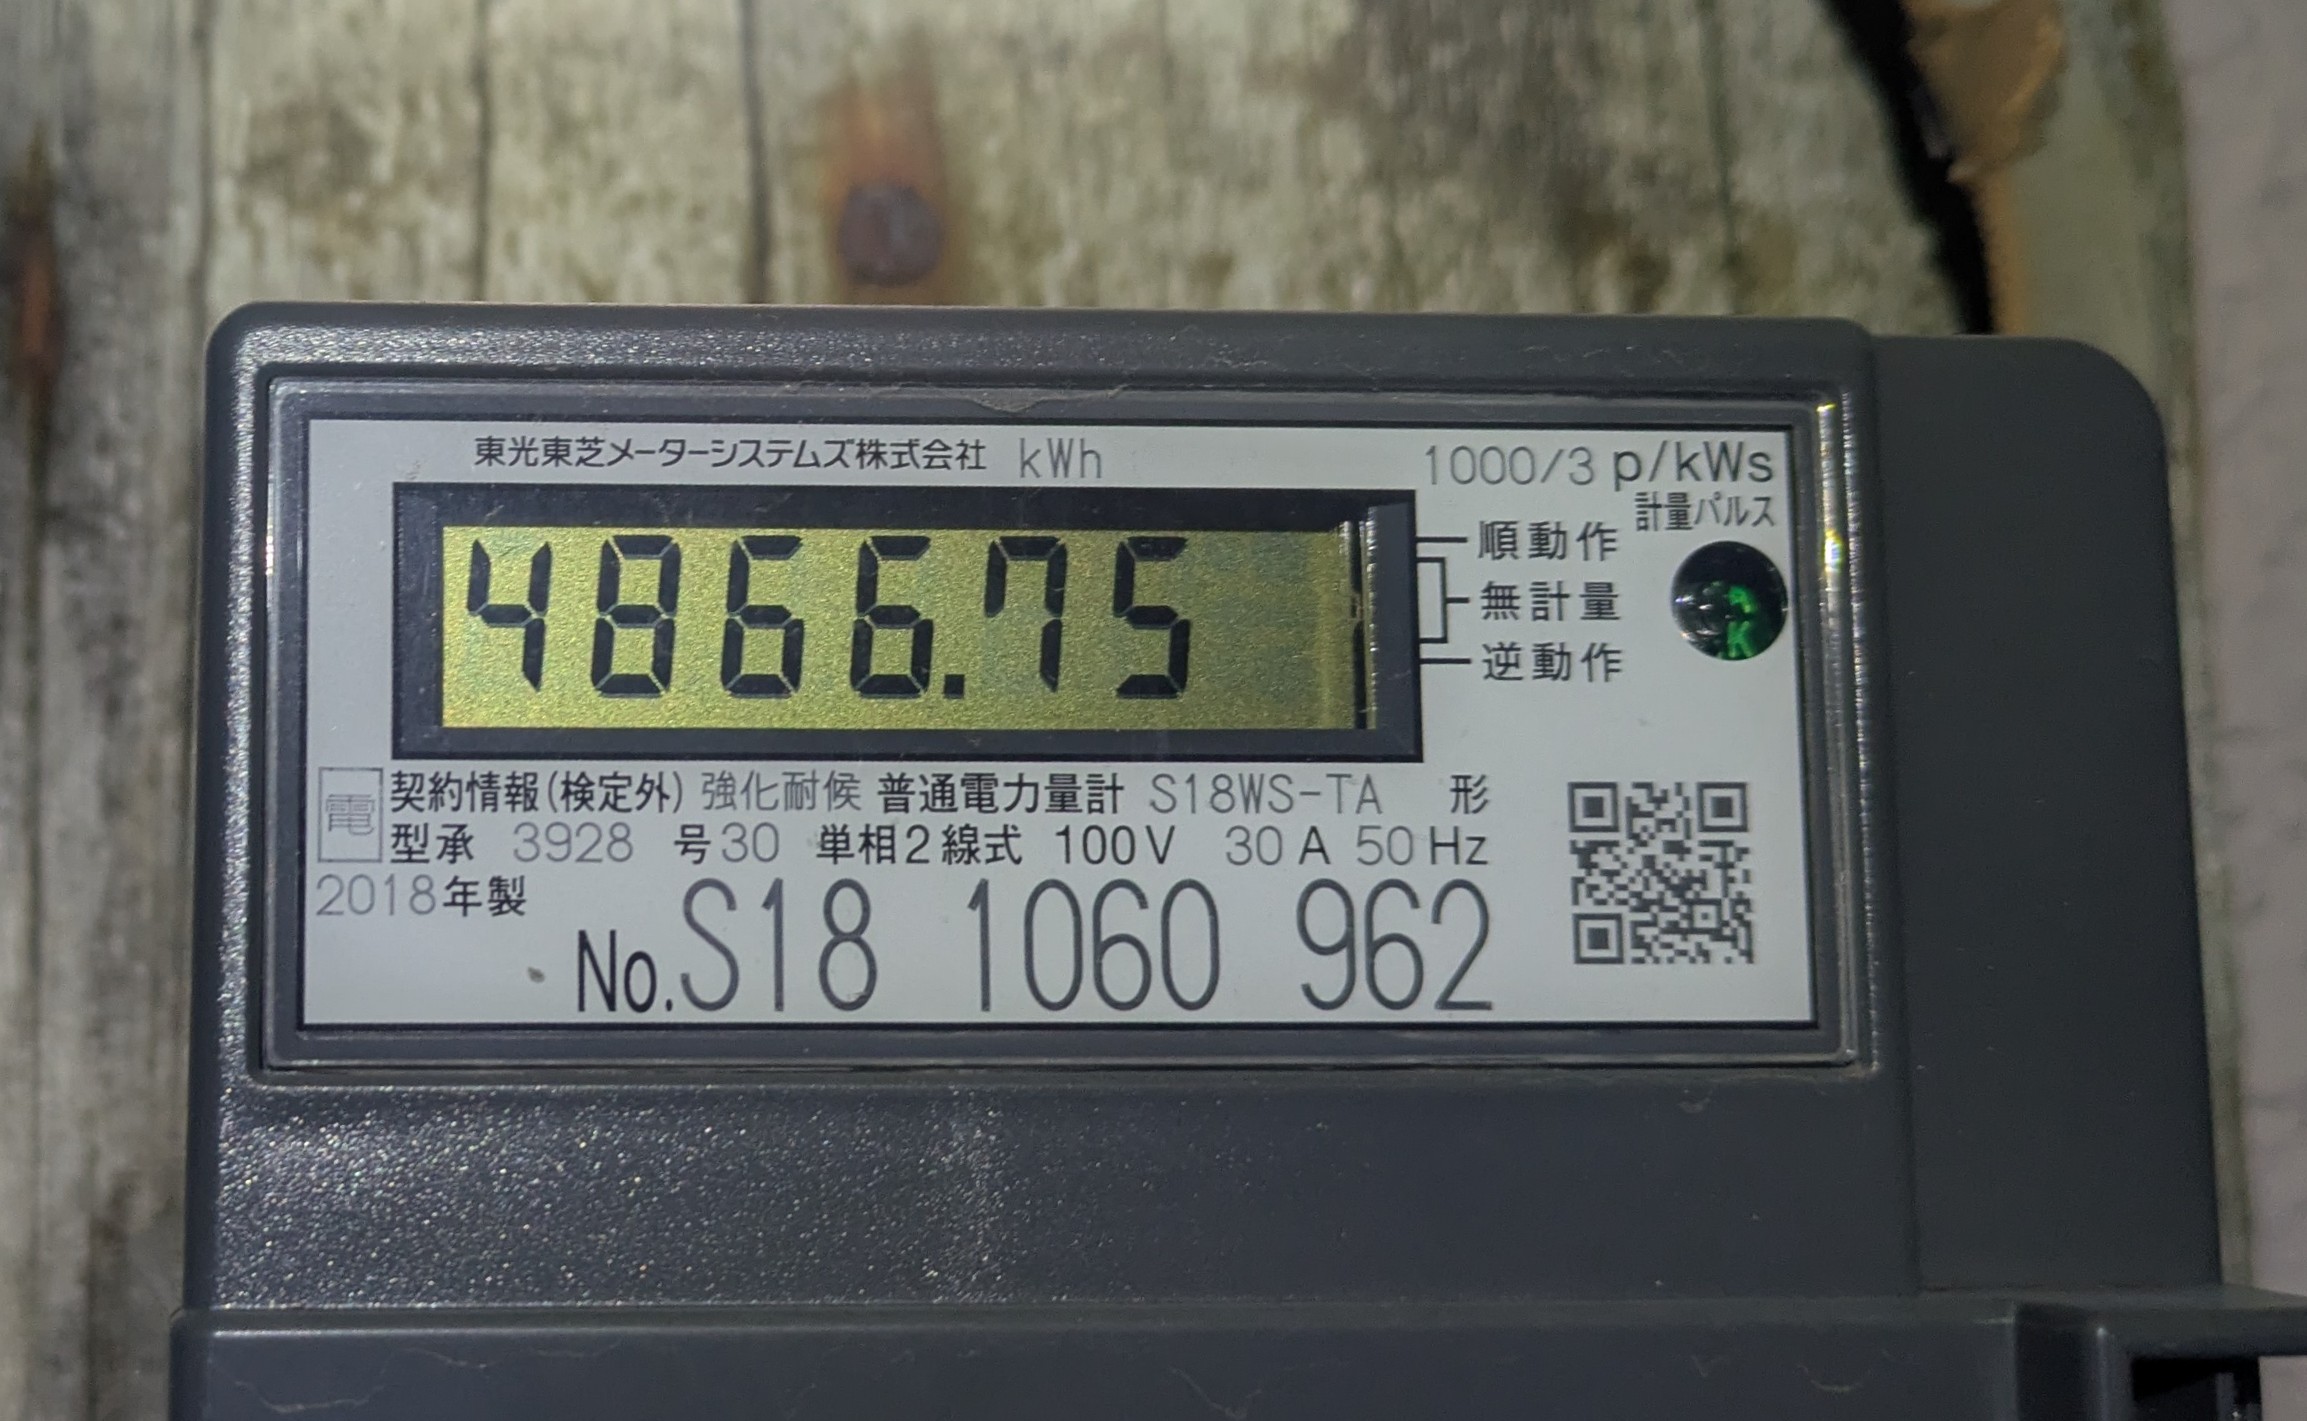 東光東芝メーターシステムズ株式会社 kWh
1000/3 p/kWs
計量パルス
4866.75
順動作
無計量
逆動作
電
契約情報(検定外) 強化耐候 普通電力量計 S18WS-TA 形
型承 3928 号30 単相2線式 100V 30A 50Hz
2018年製
No.S18 1060 962